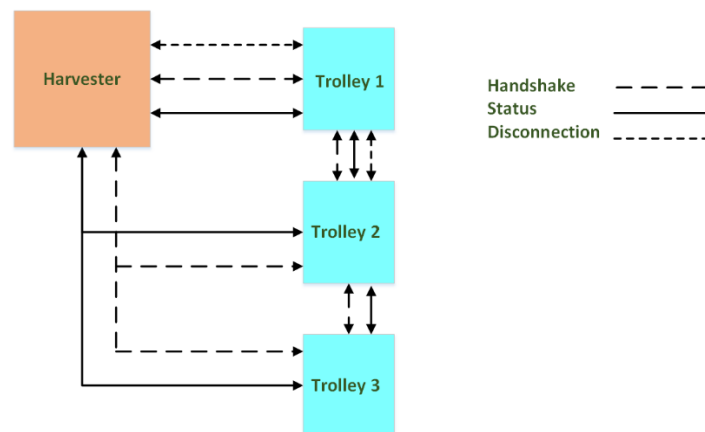 Harvester
Trolley 1
Handshake
Status
Disconnection
Trolley 2
Trolley 3